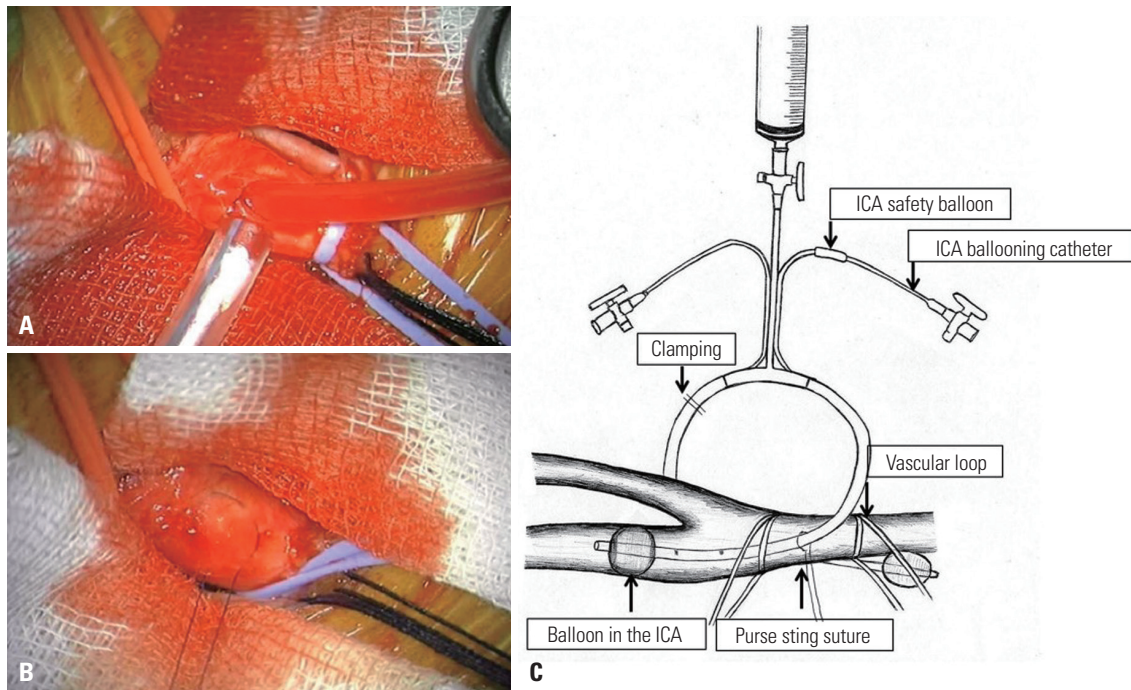 A
B
C
ICA safety balloon
ICA ballooning catheter
Clamping
Vascular loop
Balloon in the ICA
Purse sting suture